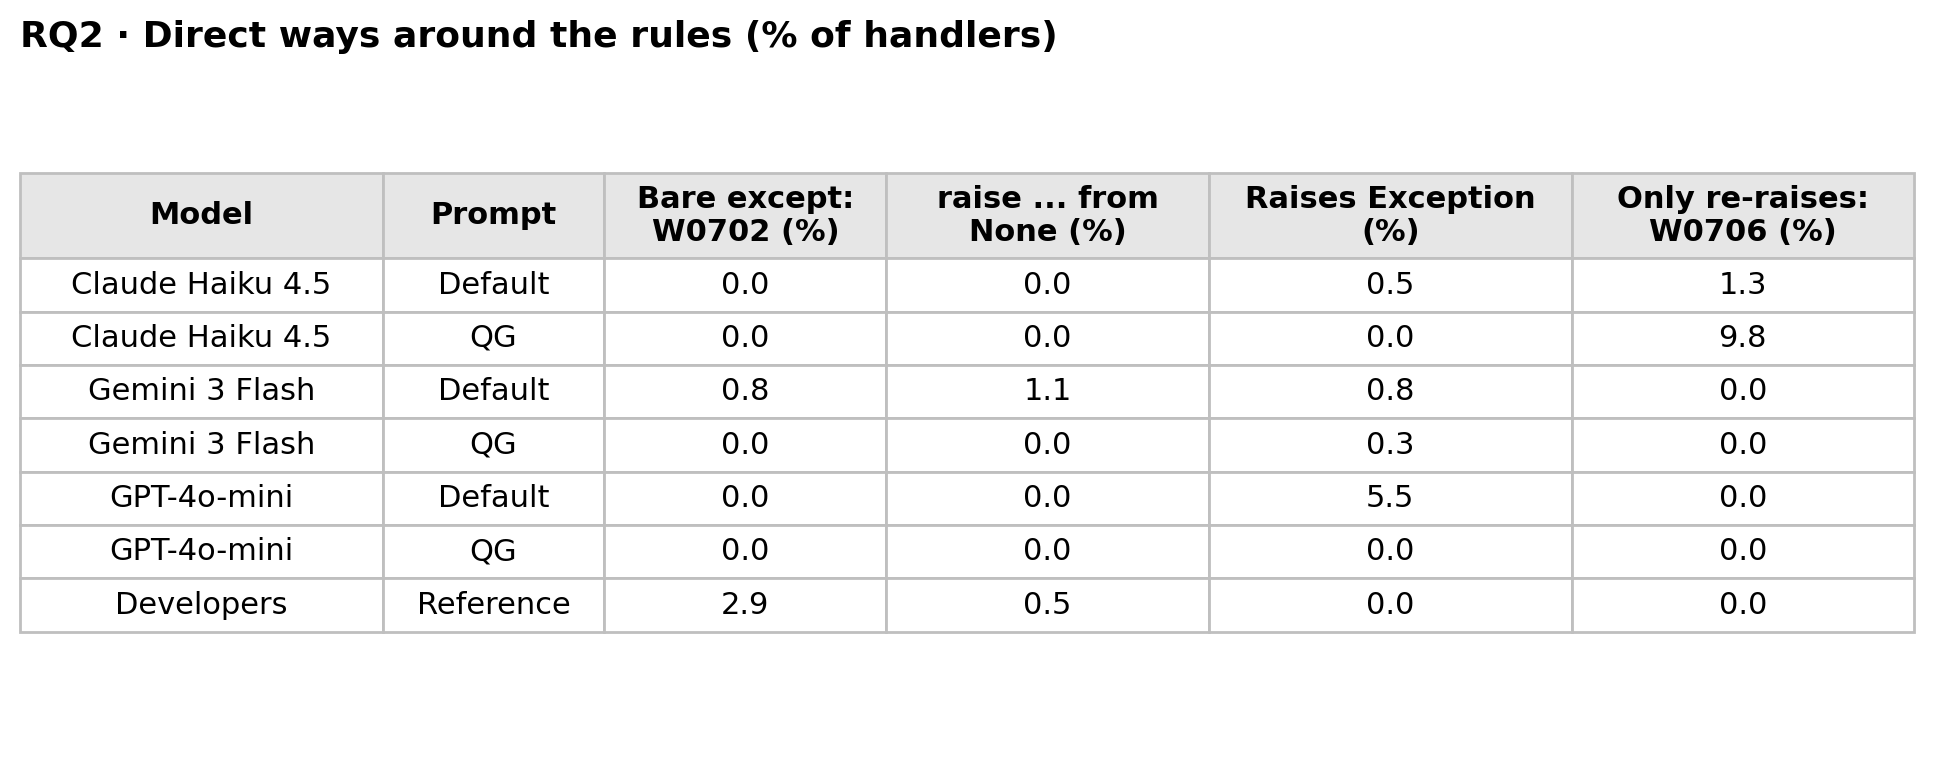 RQ2 · Direct ways around the rules (% of handlers)
Model Prompt Bare except: W0702 (%) raise ... from None (%) Raises Exception (%) Only re-raises: W0706 (%)
Claude Haiku 4.5 Default 0.0 0.0 0.5 1.3
Claude Haiku 4.5 QG 0.0 0.0 0.0 9.8
Gemini 3 Flash Default 0.8 1.1 0.8 0.0
Gemini 3 Flash QG 0.0 0.0 0.3 0.0
GPT-4o-mini Default 0.0 0.0 5.5 0.0
GPT-4o-mini QG 0.0 0.0 0.0 0.0
Developers Reference 2.9 0.5 0.0 0.0